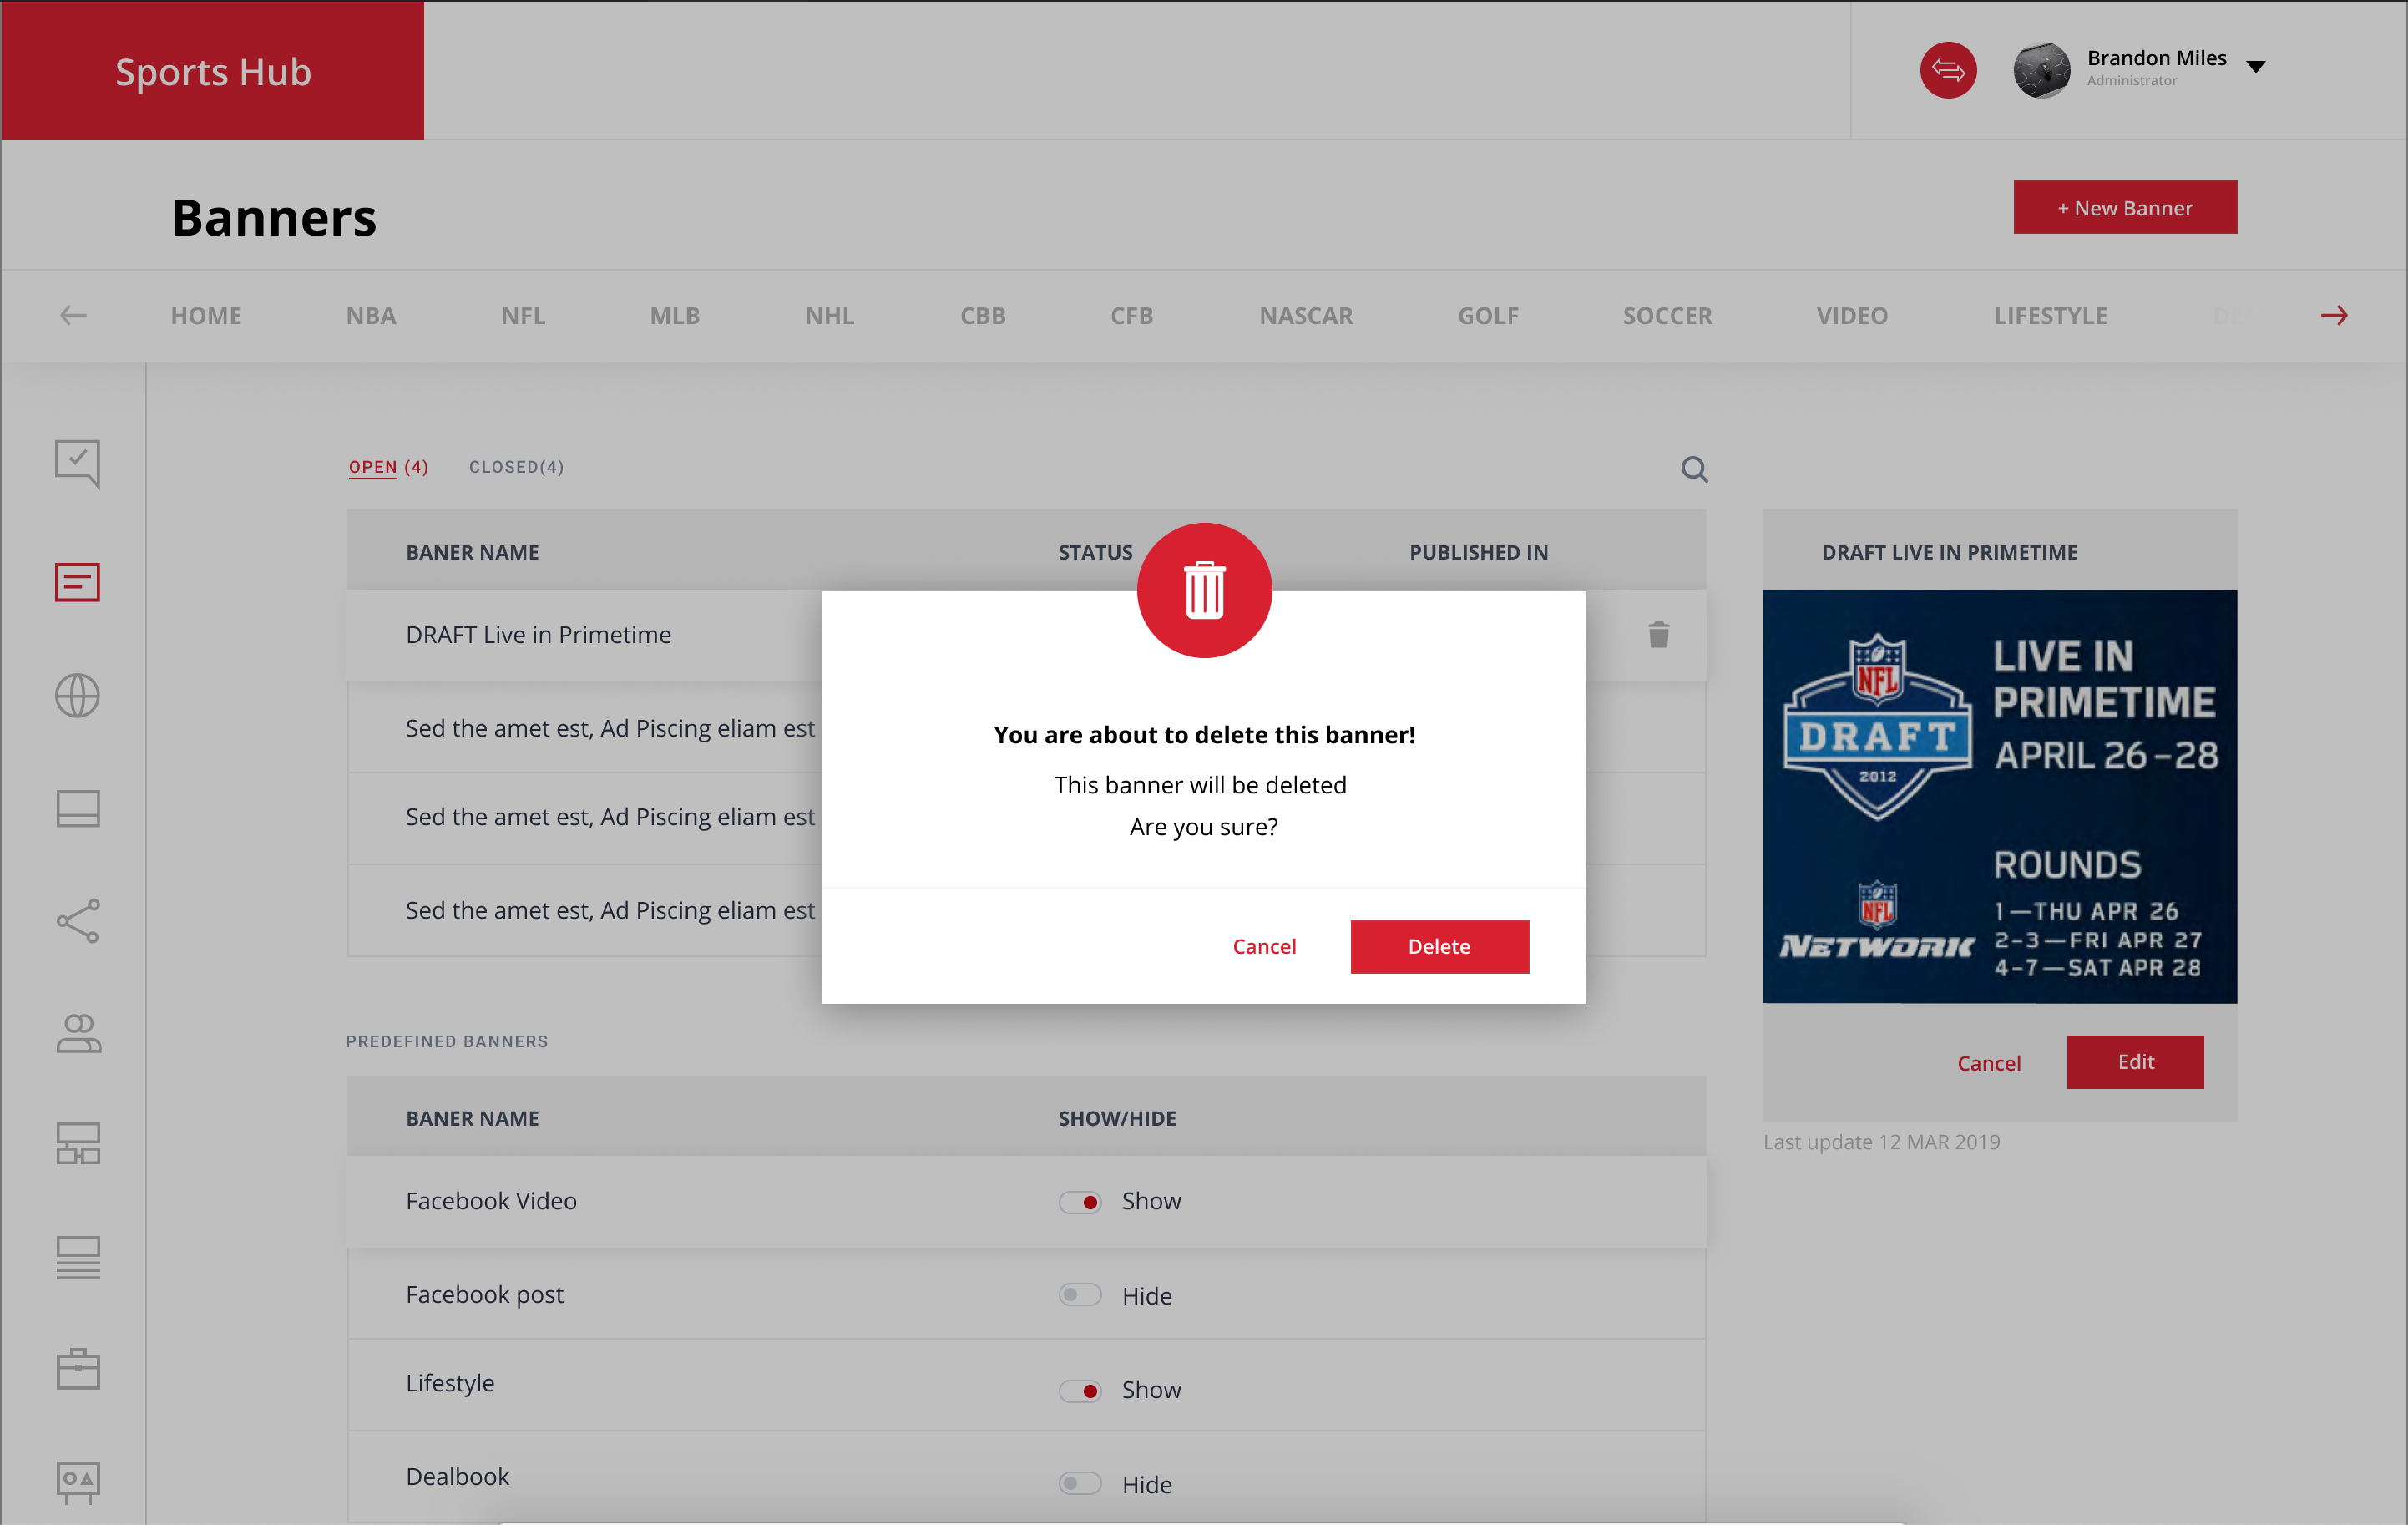 Sports Hub
Brandon Miles
Administrator
Banners
+ New Banner
HOME NBA NFL MLB NHL CBB CFB NASCAR GOLF SOCCER VIDEO LIFESTYLE
OPEN (4) CLOSED(4)
BANER NAME STATUS PUBLISHED IN
DRAFT Live in Primetime
Sed the amet est, Ad Piscing eliam est
Sed the amet est, Ad Piscing eliam est
Sed the amet est, Ad Piscing eliam est
You are about to delete this banner!
This banner will be deleted
Are you sure?
Cancel Delete
DRAFT LIVE IN PRIMETIME
NFL
DRAFT
2012
LIVE IN
PRIMETIME
APRIL 26–28
ROUNDS
1—THU APR 26
2-3—FRI APR 27
4-7—SAT APR 28
NFL
NETWORK
Cancel Edit
Last update 12 MAR 2019
PREDEFINED BANNERS
BANER NAME SHOW/HIDE
Facebook Video Show
Facebook post Hide
Lifestyle Show
Dealbook Hide